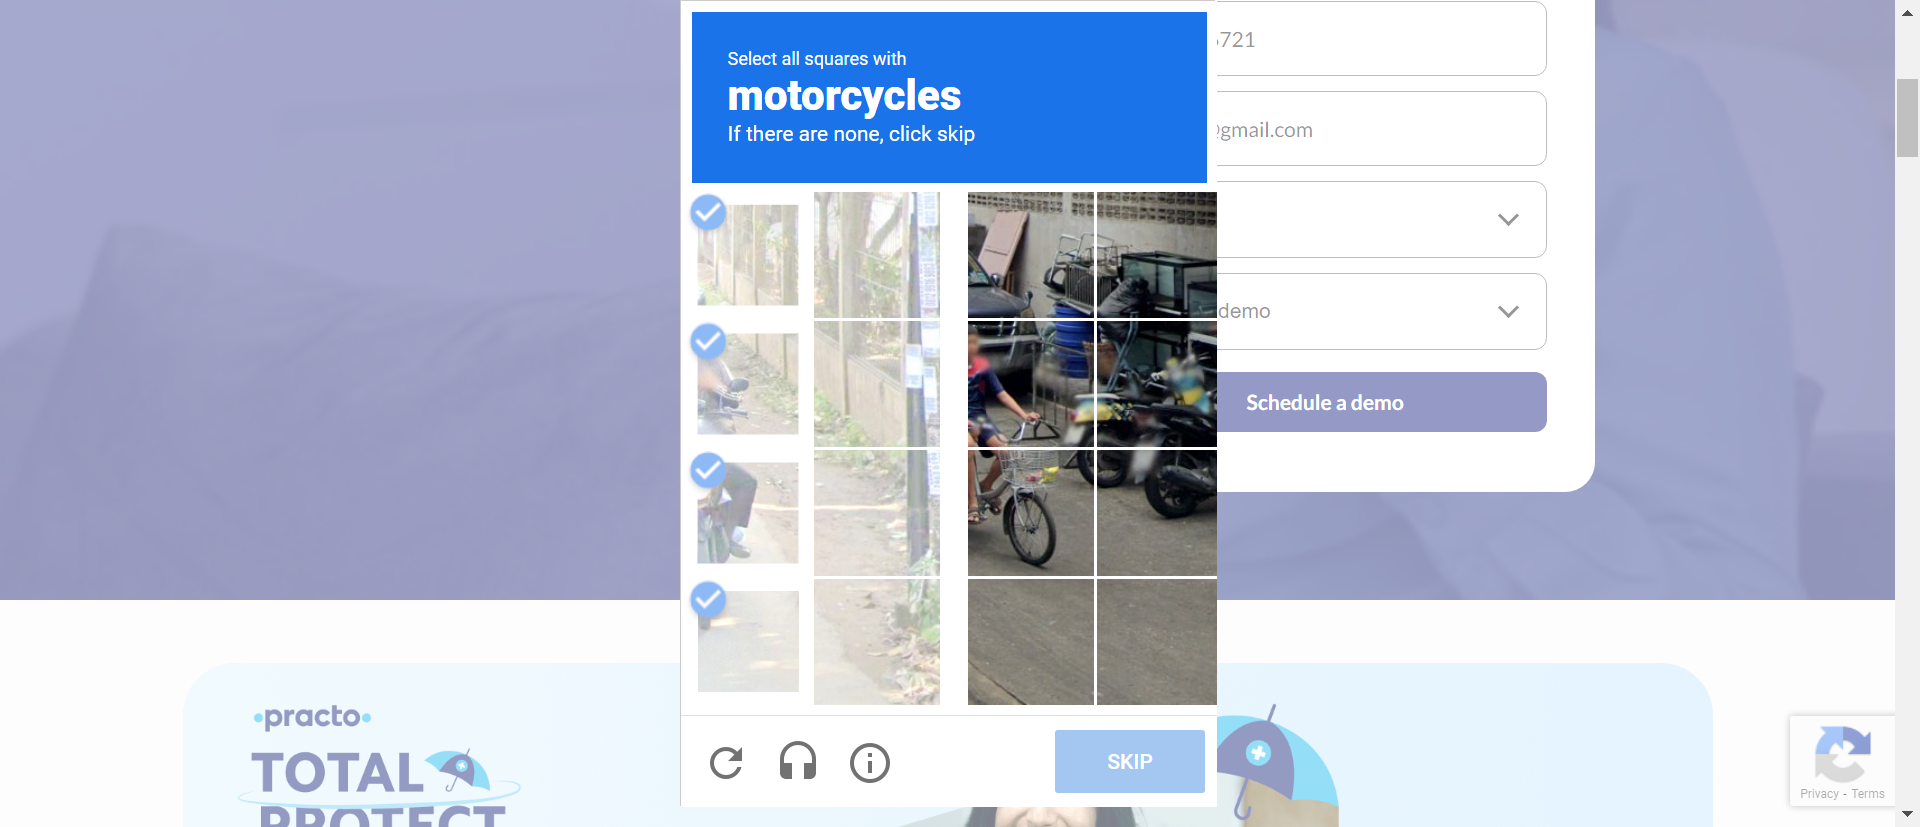 Select all squares with
motorcycles
If there are none, click skip
5721
@gmail.com
demo
Schedule a demo
SKIP
practo
TOTAL
PROTECT
Privacy - Terms